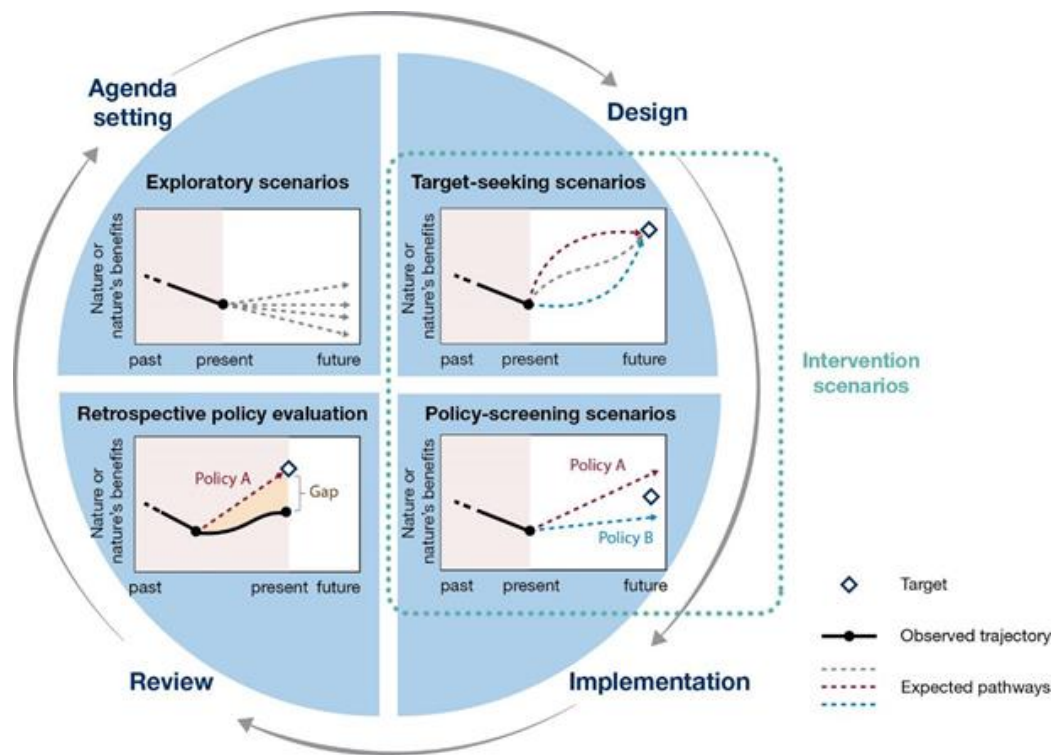 Agenda
setting
Design
Exploratory scenarios
Nature or
nature's benefits
past
present
future
Target-seeking scenarios
Nature or
nature's benefits
past
present
future
Intervention
scenarios
Retrospective policy evaluation
Nature or
nature's benefits
Policy A
Gap
past
present
future
Policy-screening scenarios
Nature or
nature's benefits
Policy A
Policy B
past
present
future
Review
Implementation
Target
Observed trajectory
Expected pathways